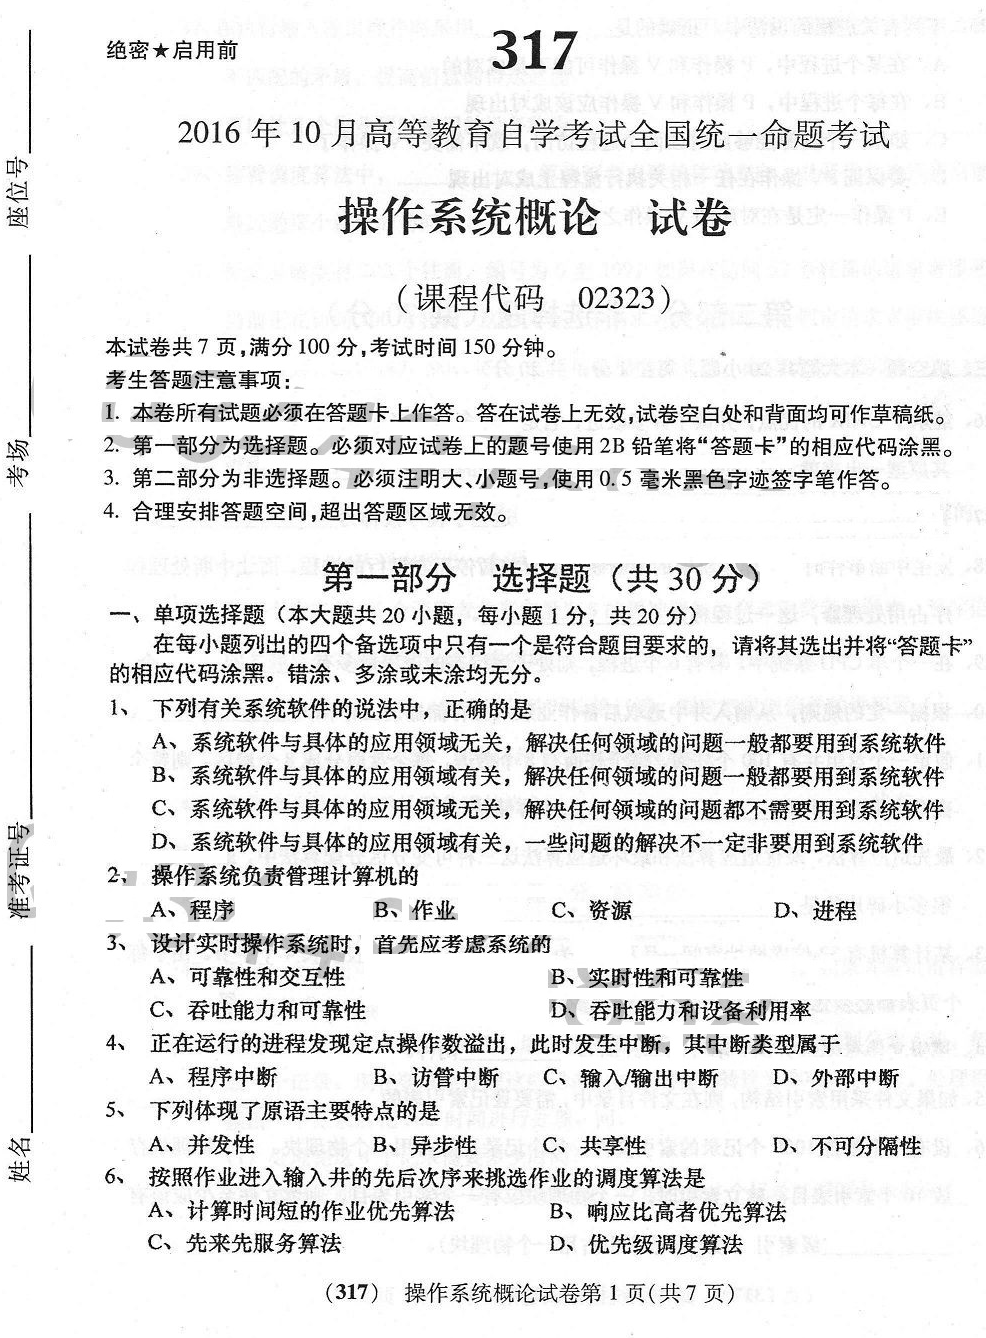 绝密★启用前
317
2016 年 10 月高等教育自学考试全国统一命题考试
操作系统概论 试卷
(课程代码 02323)
本试卷共 7 页,满分 100 分,考试时间 150 分钟。
考生答题注意事项:
1. 本卷所有试题必须在答题卡上作答。答在试卷上无效,试卷空白处和背面均可作草稿纸。
2. 第一部分为选择题。必须对应试卷上的题号使用 2B 铅笔将“答题卡”的相应代码涂黑。
3. 第二部分为非选择题。必须注明大、小题号,使用 0.5 毫米黑色字迹签字笔作答。
4. 合理安排答题空间,超出答题区域无效。
第一部分 选择题（共 30 分）
一、单项选择题（本大题共 20 小题，每小题 1 分，共 20 分）
在每小题列出的四个备选项中只有一个是符合题目要求的，请将其选出并将“答题卡”
的相应代码涂黑。错涂、多涂或未涂均无分。
1、 下列有关系统软件的说法中，正确的是
A、系统软件与具体的应用领域无关，解决任何领域的问题一般都要用到系统软件
B、系统软件与具体的应用领域有关，解决任何领域的问题一般都要用到系统软件
C、系统软件与具体的应用领域无关，解决任何领域的问题都不需要用到系统软件
D、系统软件与具体的应用领域有关，一些问题的解决不一定非要用到系统软件
2、 操作系统负责管理计算机的
A、程序 B、作业 C、资源 D、进程
3、 设计实时操作系统时，首先应考虑系统的
A、可靠性和交互性 B、实时性和可靠性
C、吞吐能力和可靠性 D、吞吐能力和设备利用率
4、 正在运行的进程发现定点操作数溢出，此时发生中断，其中断类型属于
A、程序中断 B、访管中断 C、输入/输出中断 D、外部中断
5、 下列体现了原语主要特点的是
A、并发性 B、异步性 C、共享性 D、不可分隔性
6、 按照作业进入输入井的先后次序来挑选作业的调度算法是
A、计算时间短的作业优先算法 B、响应比高者优先算法
C、先来先服务算法 D、优先级调度算法
(317) 操作系统概论试卷第 1 页(共 7 页)
座位号
考场
准考证号
姓名